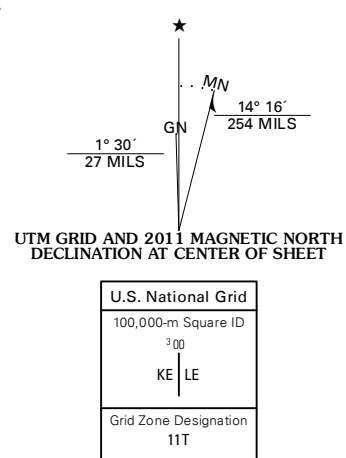 ★
MN
GN
14° 16´
254 MILS
1° 30´
27 MILS
UTM GRID AND 2011 MAGNETIC NORTH
DECLINATION AT CENTER OF SHEET
U.S. National Grid
100,000-m Square ID
³00
KE LE
Grid Zone Designation
11T